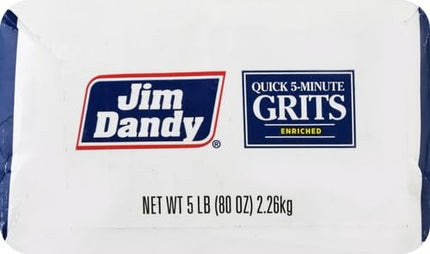 Jim
Dandy®
QUICK 5-MINUTE
GRITS
ENRICHED
NET WT 5 LB (80 OZ) 2.26kg